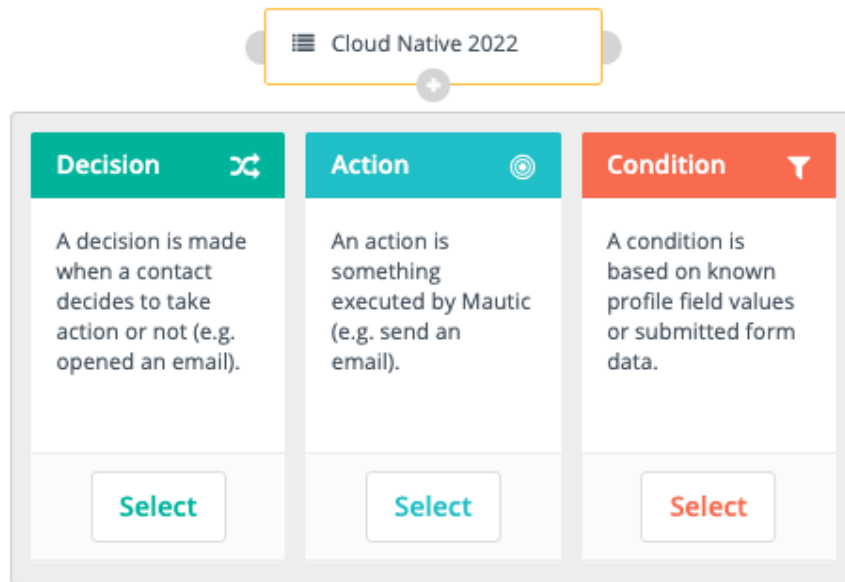 Cloud Native 2022
Decision
A decision is made
when a contact
decides to take
action or not (e.g.
opened an email).
Select
Action
An action is
something
executed by Mautic
(e.g. send an
email).
Select
Condition
A condition is
based on known
profile field values
or submitted form
data.
Select